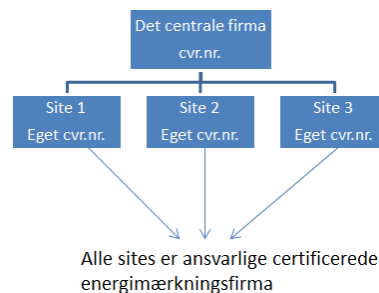 Det centrale firma
cvr.nr.
Site 1
Eget cvr.nr.
Site 2
Eget cvr.nr.
Site 3
Eget cvr.nr.
Alle sites er ansvarlige certificerede
energimærkningsfirma